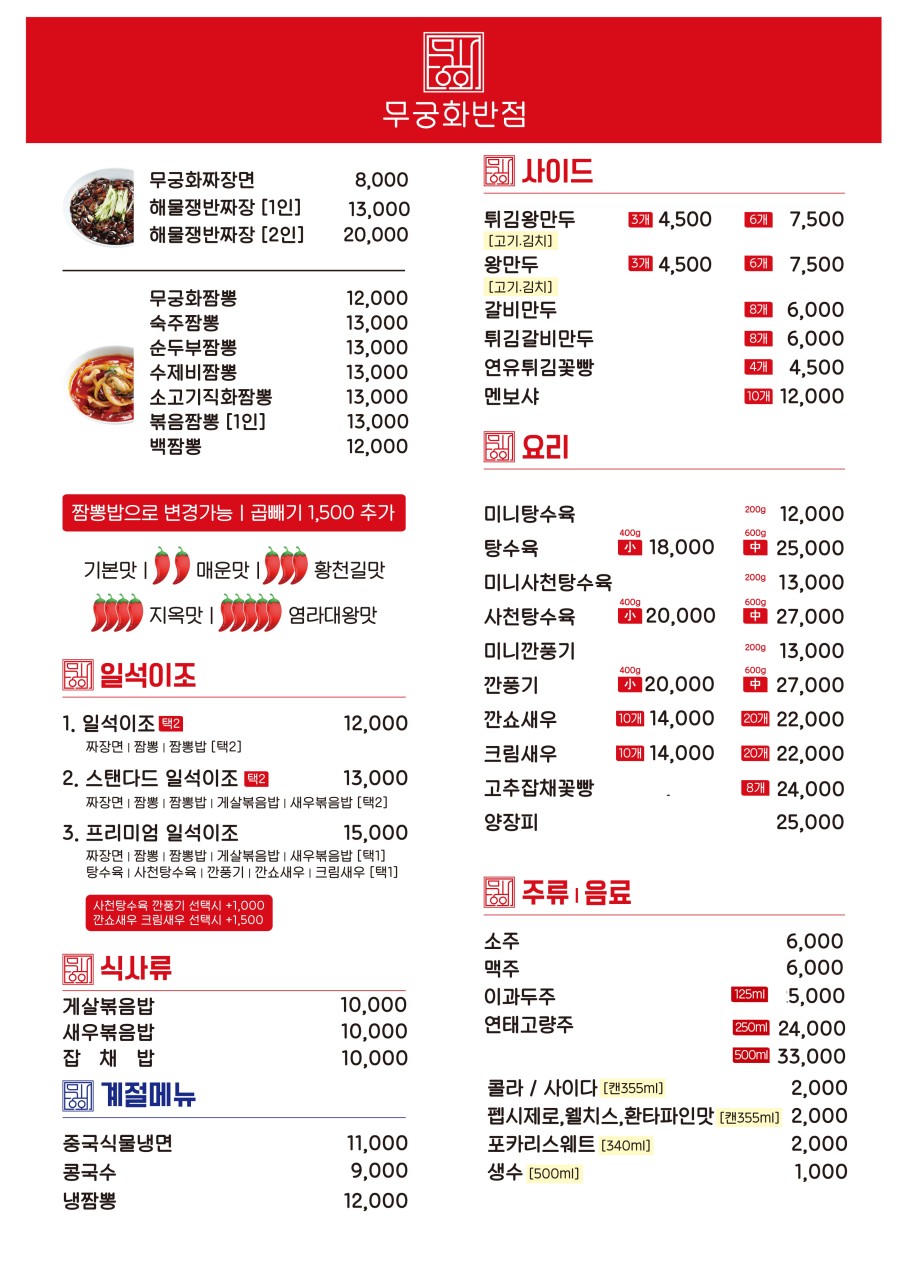 무궁화반점
무궁화짜장면 8,000
해물쟁반짜장 [1인] 13,000
해물쟁반짜장 [2인] 20,000
무궁화짬뽕 12,000
숙주짬뽕 13,000
순두부짬뽕 13,000
수제비짬뽕 13,000
소고기직화짬뽕 13,000
볶음짬뽕 [1인] 13,000
백짬뽕 12,000
짬뽕밥으로 변경가능 | 곱빼기 1,500 추가
기본맛 | 매운맛 | 황천길맛
지옥맛 | 염라대왕맛
일석이조
1. 일석이조 택2 12,000
짜장면 | 짬뽕 | 짬뽕밥 [택2]
2. 스탠다드 일석이조 택2 13,000
짜장면 | 짬뽕 | 짬뽕밥 | 게살볶음밥 | 새우볶음밥 [택2]
3. 프리미엄 일석이조 15,000
짜장면 | 짬뽕 | 짬뽕밥 | 게살볶음밥 | 새우볶음밥 [택1]
탕수육 | 사천탕수육 | 깐풍기 | 깐쇼새우 | 크림새우 [택1]
사천탕수육 깐풍기 선택시 +1,000
깐쇼새우 크림새우 선택시 +1,500
식사류
게살볶음밥 10,000
새우볶음밥 10,000
잡 채 밥 10,000
계절메뉴
중국식물냉면 11,000
콩국수 9,000
냉짬뽕 12,000
사이드
튀김왕만두 3개 4,500 6개 7,500
[고기.김치]
왕만두 3개 4,500 6개 7,500
[고기.김치]
갈비만두 8개 6,000
튀김갈비만두 8개 6,000
연유튀김꽃빵 4개 4,500
멘보샤 10개 12,000
요리
미니탕수육 200g 12,000
탕수육 400g 小 18,000 600g 中 25,000
미니사천탕수육 200g 13,000
사천탕수육 400g 小 20,000 600g 中 27,000
미니깐풍기 200g 13,000
깐풍기 400g 小 20,000 600g 中 27,000
깐쇼새우 10개 14,000 20개 22,000
크림새우 10개 14,000 20개 22,000
고추잡채꽃빵 8개 24,000
양장피 25,000
주류 | 음료
소주 6,000
맥주 6,000
이과두주 125ml 5,000
연태고량주 250ml 24,000
500ml 33,000
콜라 / 사이다 [캔355ml] 2,000
펩시제로,웰치스,환타파인맛 [캔355ml] 2,000
포카리스웨트 [340ml] 2,000
생수 [500ml] 1,000